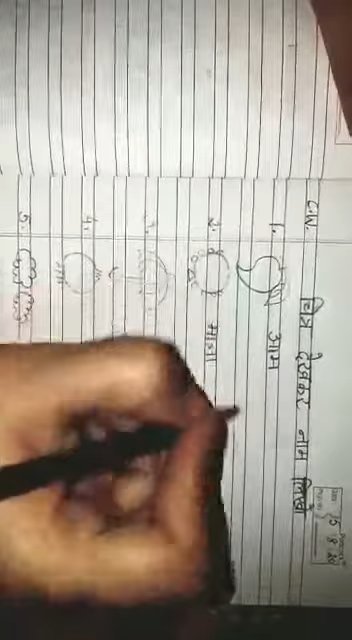 C.W.
चित्र देखकर नाम लिखो
1. आम
2. माला
3.
4.
5.